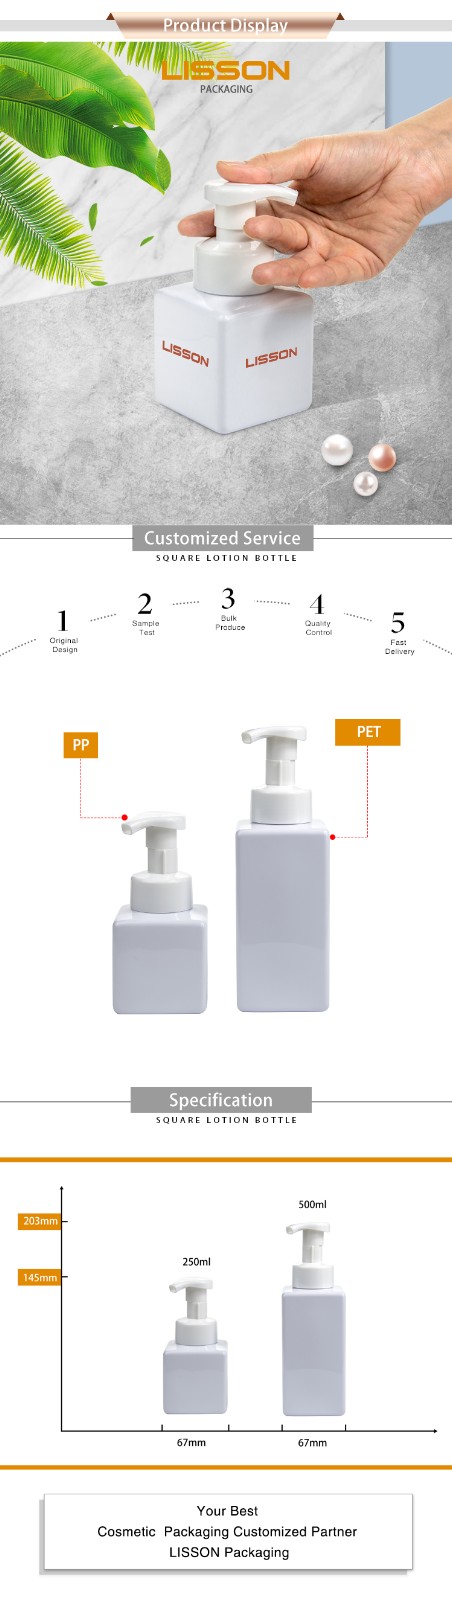 Product Display
LISSON
PACKAGING
LISSON
LISSON
Customized Service
SQUARE LOTION BOTTLE
1
Original
Design
2
Sample
Test
3
Bulk
Produce
4
Quality
Control
5
Fast
Delivery
PP
PET
Specification
SQUARE LOTION BOTTLE
203mm
145mm
250ml
500ml
67mm
67mm
Your Best
Cosmetic Packaging Customized Partner
LISSON Packaging